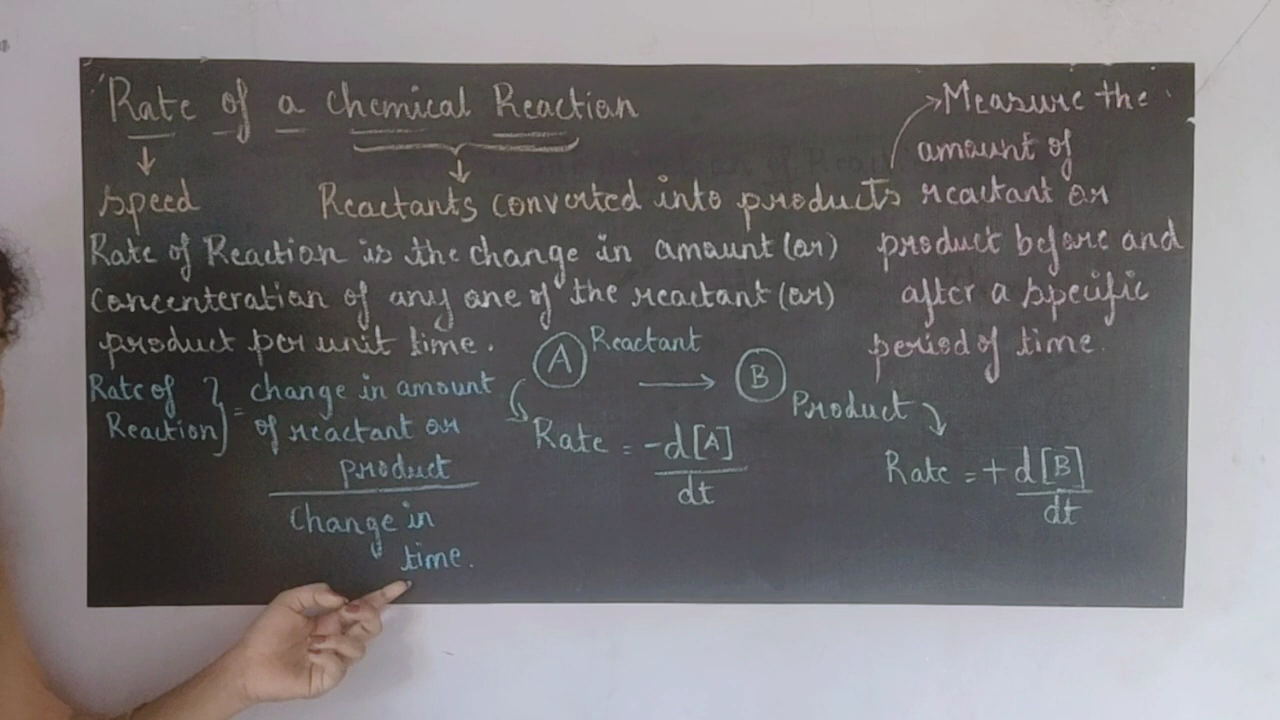 Rate of a chemical Reaction
speed
Reactants converted into products
Rate of Reaction is the change in amount (or)
concenteration of any one of the reactant (or)
product per unit time.
Measure the
amount of
reactant or
product before and
after a specific
period of time
Rate of
Reaction } =
change in amount
of reactant or
product
Change in
time.
A Reactant → B
Product
Rate = -d[A]
dt
Rate = + d[B]
dt